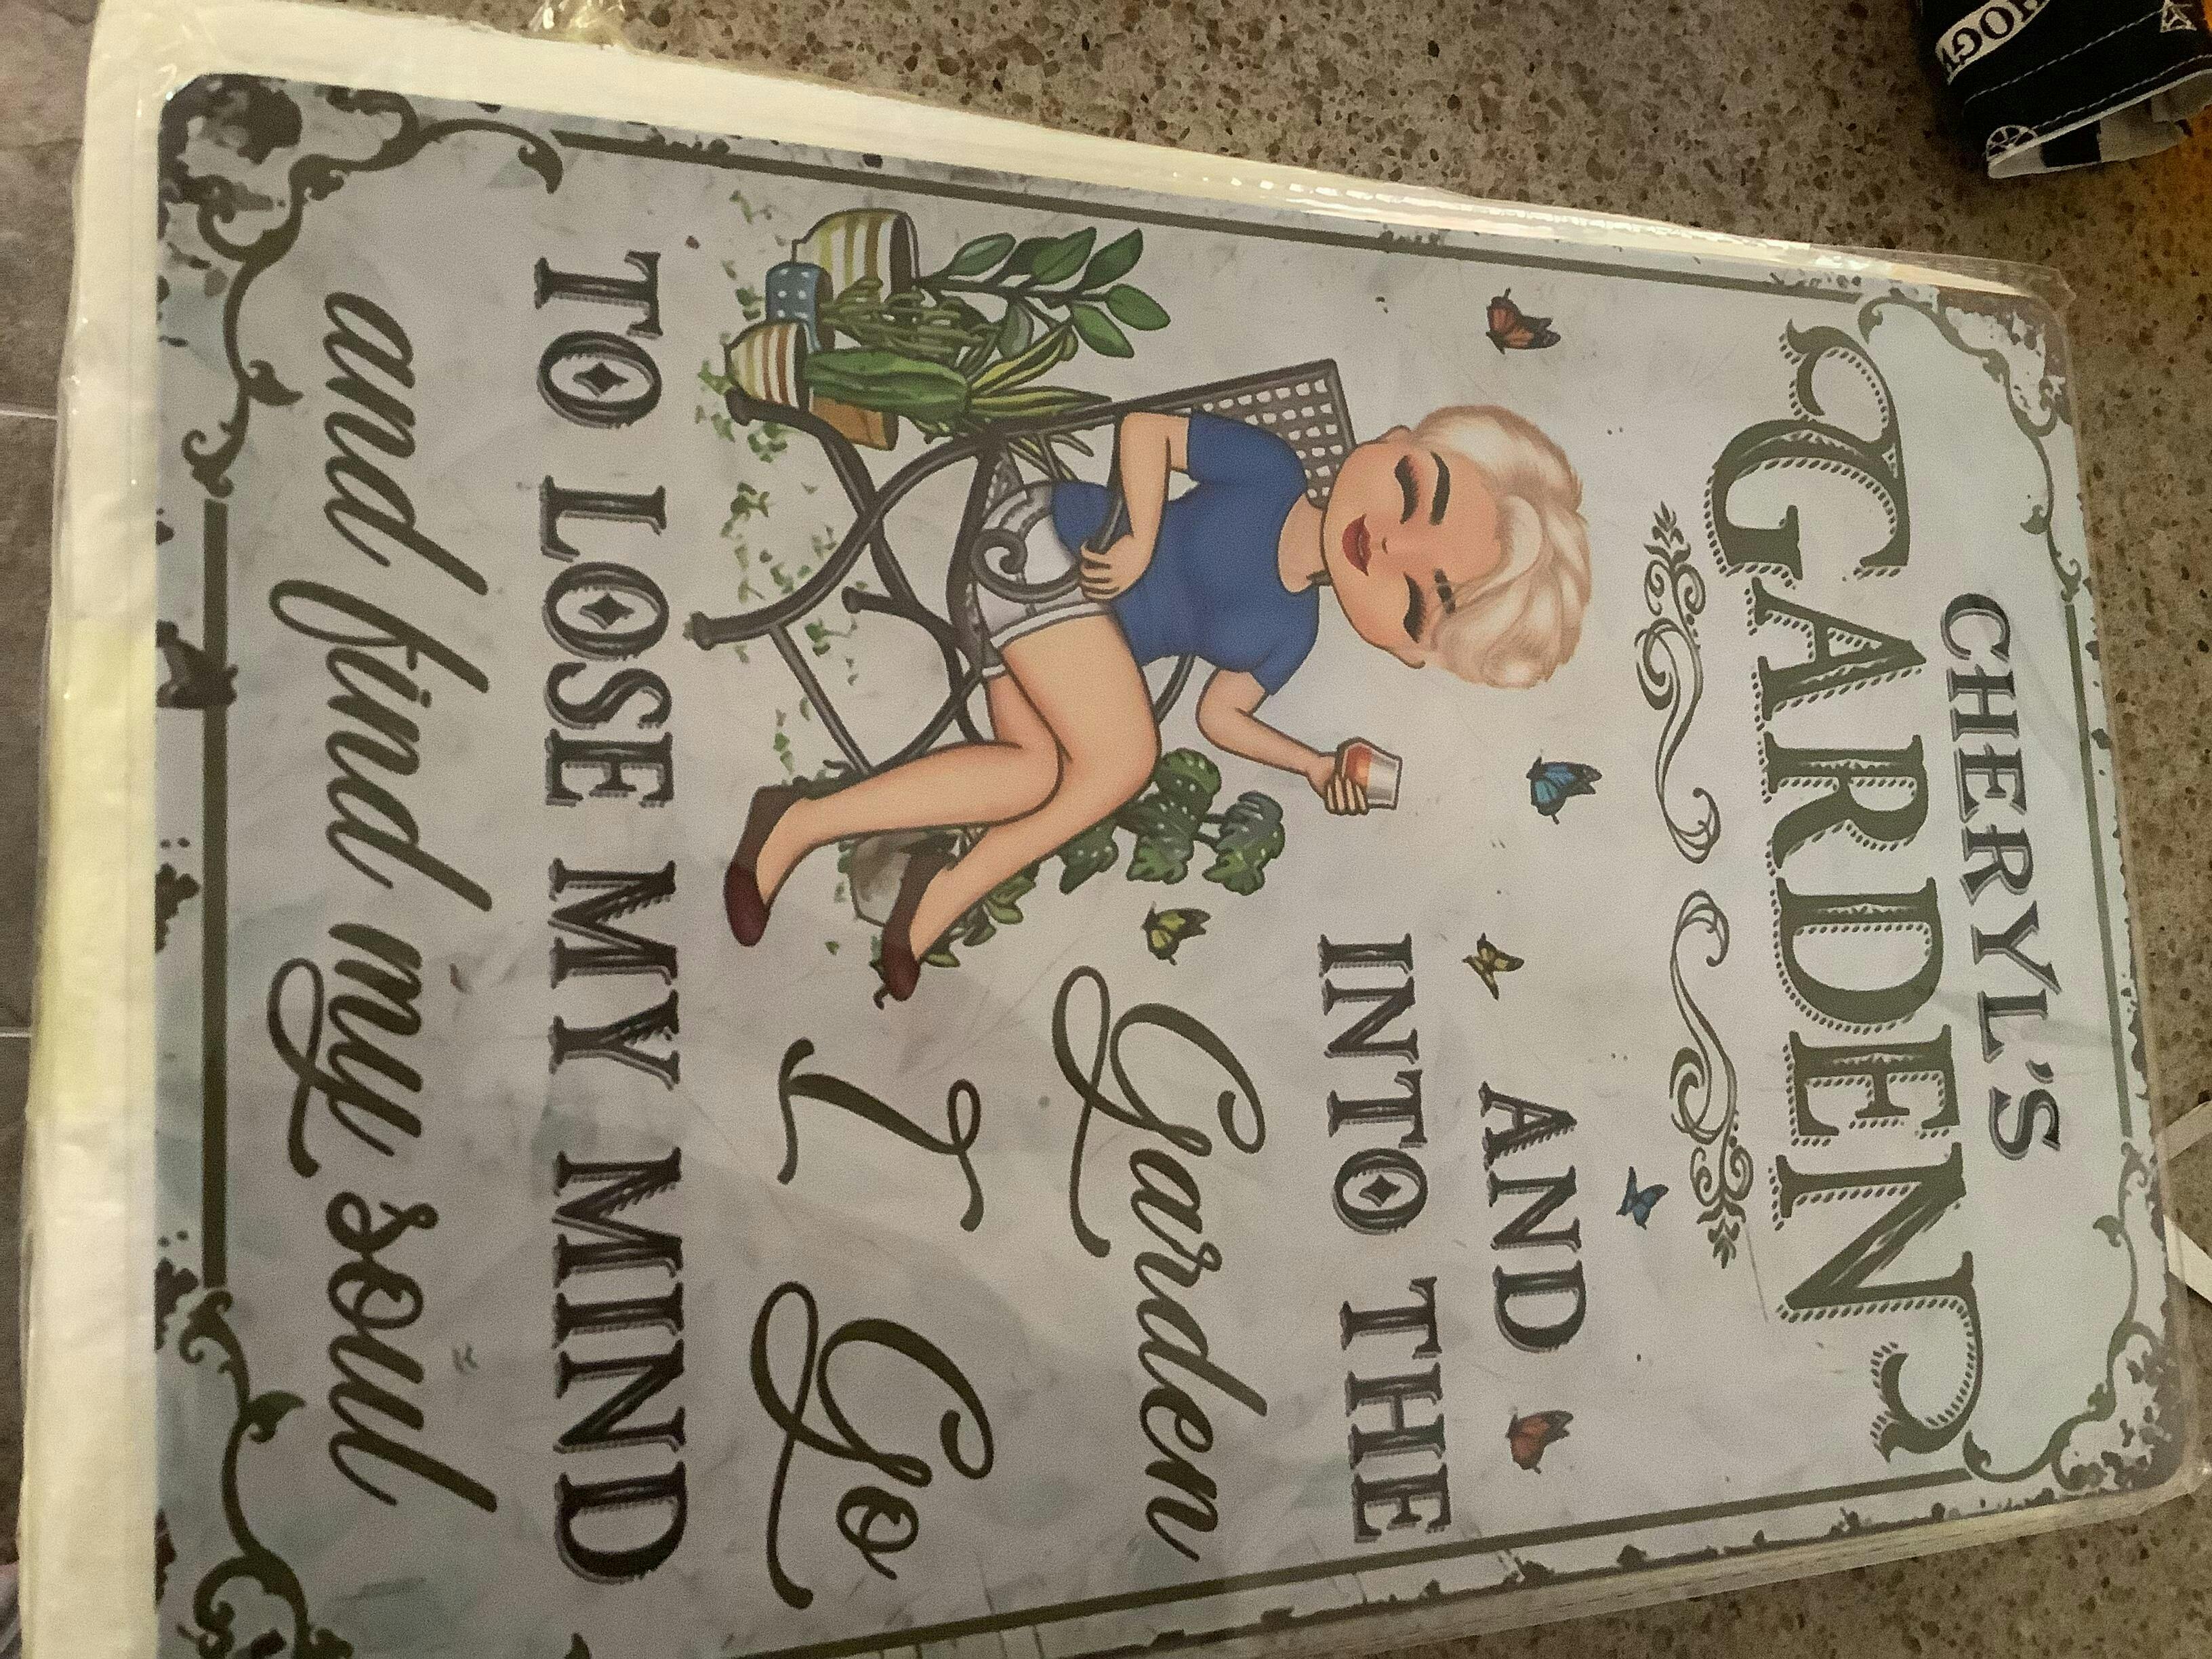 CHERYL'S
GARDEN
AND
INTO THE
Garden
I Go
TO LOSE MY MIND
and find my soul